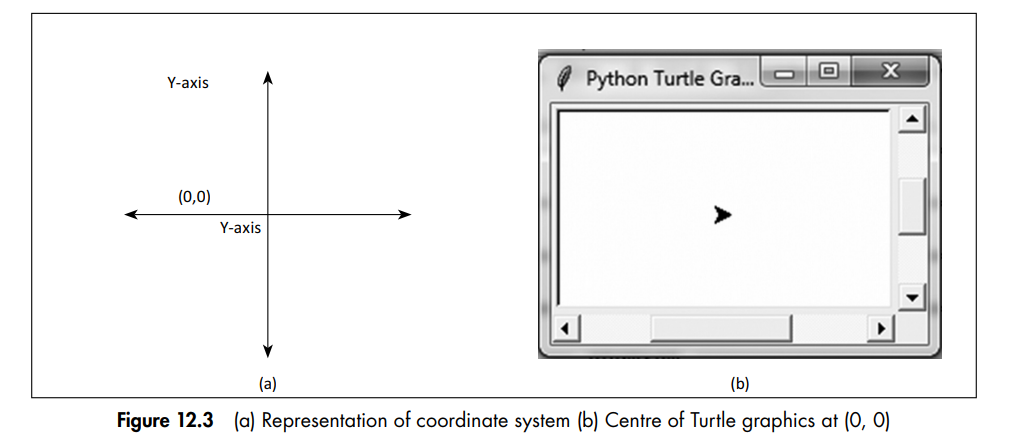 Y-axis
(0,0)
Y-axis
(a)
Python Turtle Gra...
(b)
Figure 12.3 (a) Representation of coordinate system (b) Centre of Turtle graphics at (0, 0)